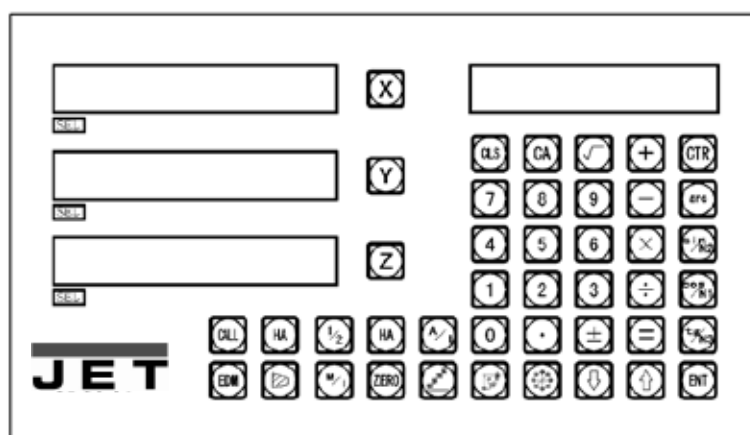 X
SEL
CLS CA √ + CTR
Y
7 8 9 − arc
SEL
4 5 6 ×
Z
1 2 3 ÷
SEL
CALL HA 1/2 HA A/I 0 · ± =
JET
EDM M/I ZERO ⇩ ⇧ ENT